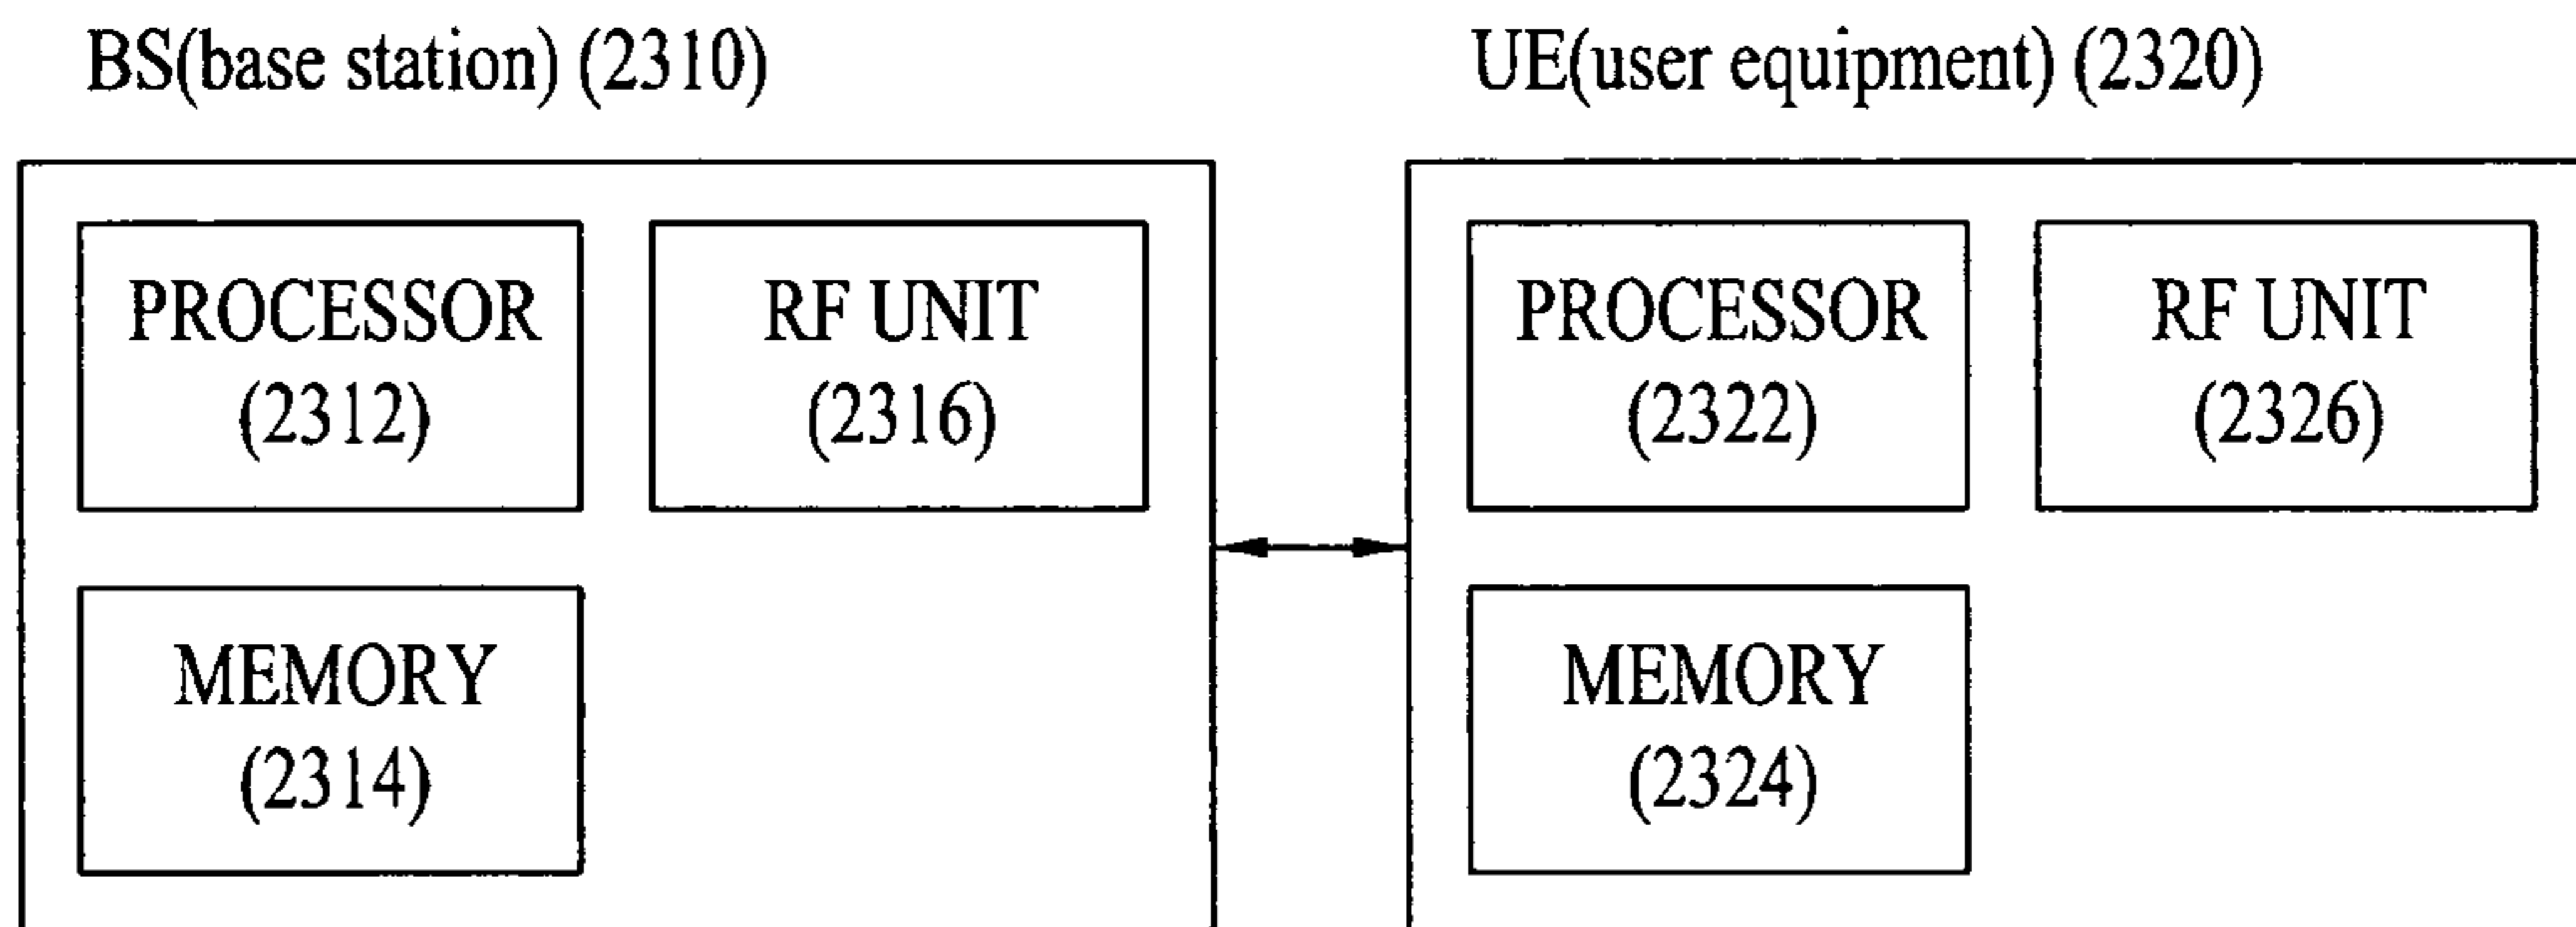 BS(base station) (2310)
PROCESSOR
(2312)
RF UNIT
(2316)
MEMORY
(2314)
UE(user equipment) (2320)
PROCESSOR
(2322)
RF UNIT
(2326)
MEMORY
(2324)